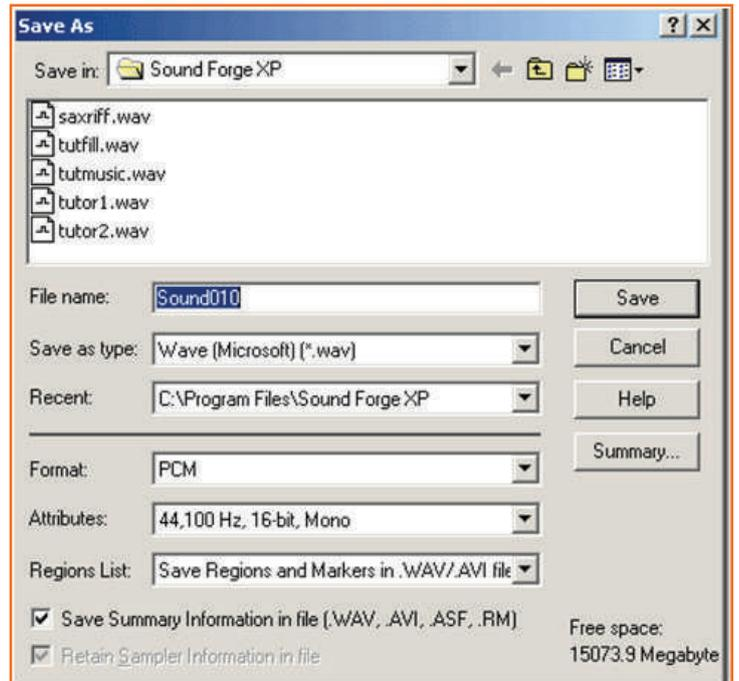 Save As
Save in: Sound Forge XP
saxriff.wav
tutfill.wav
tutmusic.wav
tutor1.wav
tutor2.wav
File name: Sound010 Save
Save as type: Wave (Microsoft) (*.wav) Cancel
Recent: C:\Program Files\Sound Forge XP Help
Summary...
Format: PCM
Attributes: 44,100 Hz, 16-bit, Mono
Regions List: Save Regions and Markers in .WAV/.AVI file
Save Summary Information in file (.WAV, .AVI, .ASF, .RM)
Free space:
Retain Sampler Information in file 15073.9 Megabyte